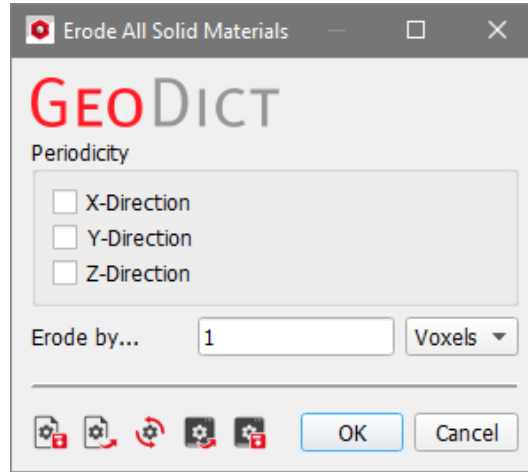 Erode All Solid Materials
GEODICT
Periodicity
X-Direction
Y-Direction
Z-Direction
Erode by... 1 Voxels
OK Cancel